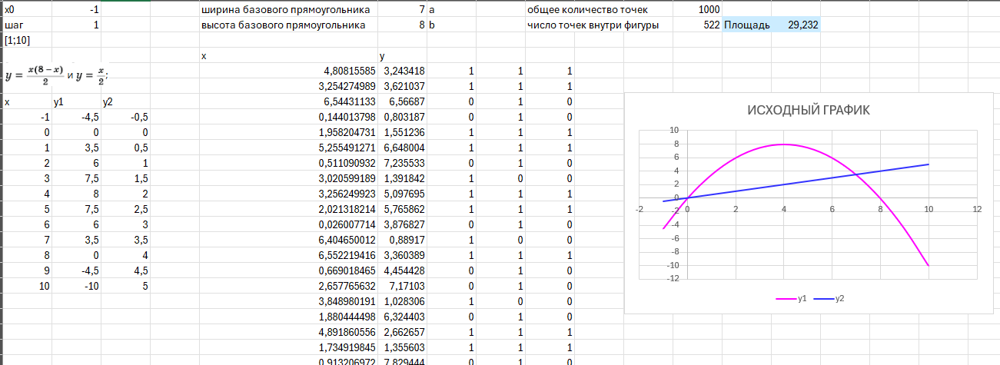 x0 -1 ширина базового прямоугольника 7 a общее количество точек 1000
шаг 1 высота базового прямоугольника 8 b число точек внутри фигуры 522 Площадь 29,232
[1;10]
x y
y = x(8 − x)/2 и y = x/2;
4,80815585 3,243418 1 1 1
3,254274989 3,621037 1 1 1
x y1 y2 6,54431133 6,56687 0 1 0
-1 -4,5 -0,5 0,144013798 0,803187 0 1 0
0 0 0 1,958204731 1,551236 1 1 1
1 3,5 0,5 5,255491271 6,648004 1 1 1
2 6 1 0,511090932 7,235533 0 1 0
3 7,5 1,5 3,020599189 1,391842 1 0 0
4 8 2 3,256249923 5,097695 1 1 1
5 7,5 2,5 2,021318214 5,765862 1 1 1
6 6 3 0,026007714 3,876827 0 1 0
7 3,5 3,5 6,404650012 0,88917 1 0 0
8 0 4 6,552219416 3,360389 1 1 1
9 -4,5 4,5 0,669018465 4,454428 0 1 0
10 -10 5 2,657765632 7,17103 0 1 0
3,848980191 1,028306 1 0 0
1,880444498 6,324403 0 1 0
4,891860556 2,662657 1 1 1
1,734919845 1,355603 1 1 1
0,913206972 7,829444 0 1 0
ИСХОДНЫЙ ГРАФИК
10
8
6
4
2
0
-2
-4
-6
-8
-10
-12
-2 0 2 4 6 8 10 12
y1 y2